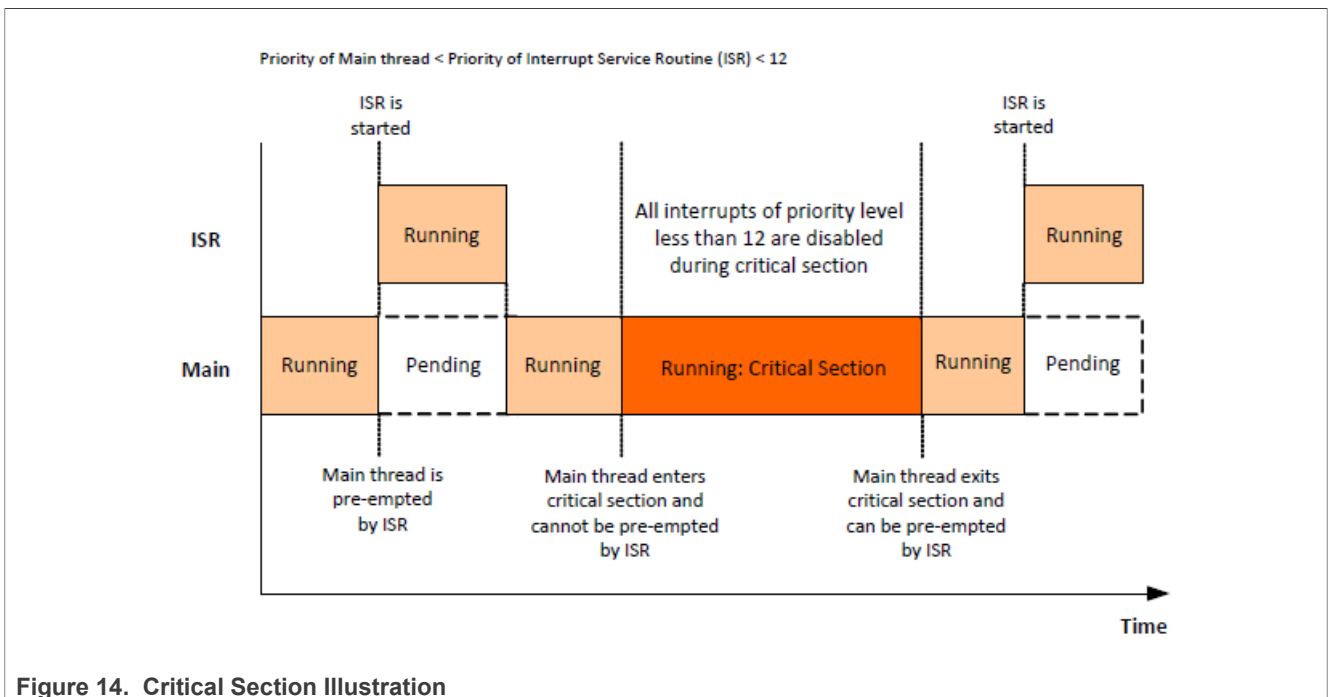 Priority of Main thread < Priority of Interrupt Service Routine (ISR) < 12
ISR is
started
ISR is
started
ISR
Running
All interrupts of priority level
less than 12 are disabled
during critical section
Running
Main
Running
Pending
Running
Running: Critical Section
Running
Pending
Main thread is
pre-empted
by ISR
Main thread enters
critical section and
cannot be pre-empted
by ISR
Main thread exits
critical section and
can be pre-empted
by ISR
Time
Figure 14. Critical Section Illustration